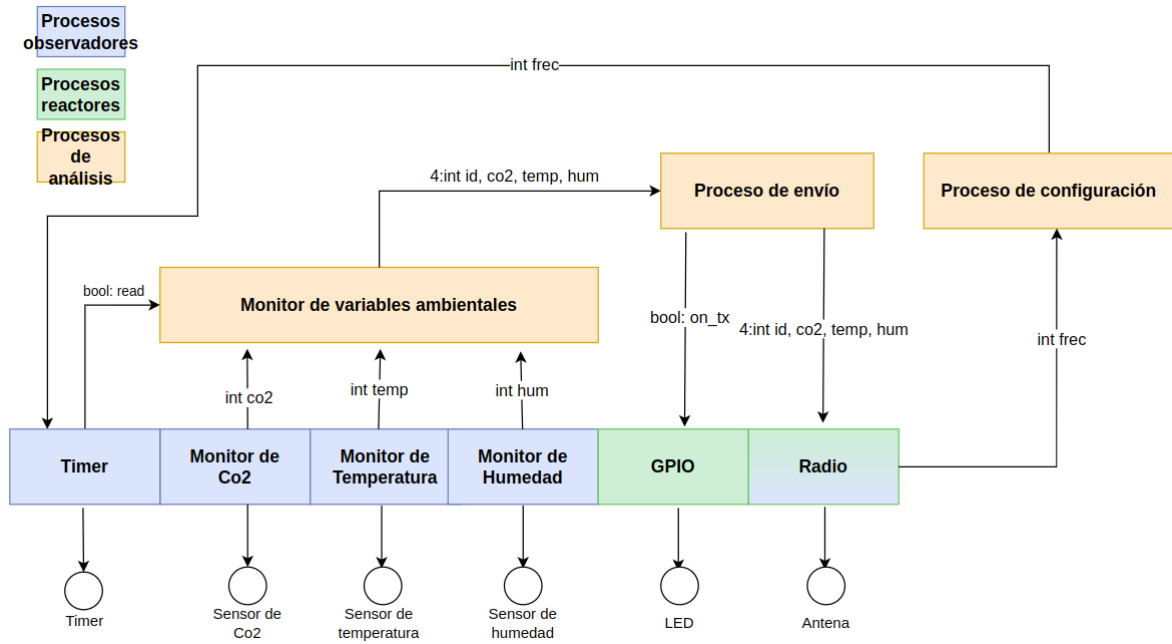 Procesos
observadores
int frec
Procesos
reactores
Procesos
de
análisis
4:int id, co2, temp, hum
Proceso de envío
Proceso de configuración
bool: read
Monitor de variables ambientales
bool: on_tx
4:int id, co2, temp, hum
int frec
int co2
int temp
int hum
Timer
Monitor de
Co2
Monitor de
Temperatura
Monitor de
Humedad
GPIO
Radio
Timer
Sensor de
Co2
Sensor de
temperatura
Sensor de
humedad
LED
Antena